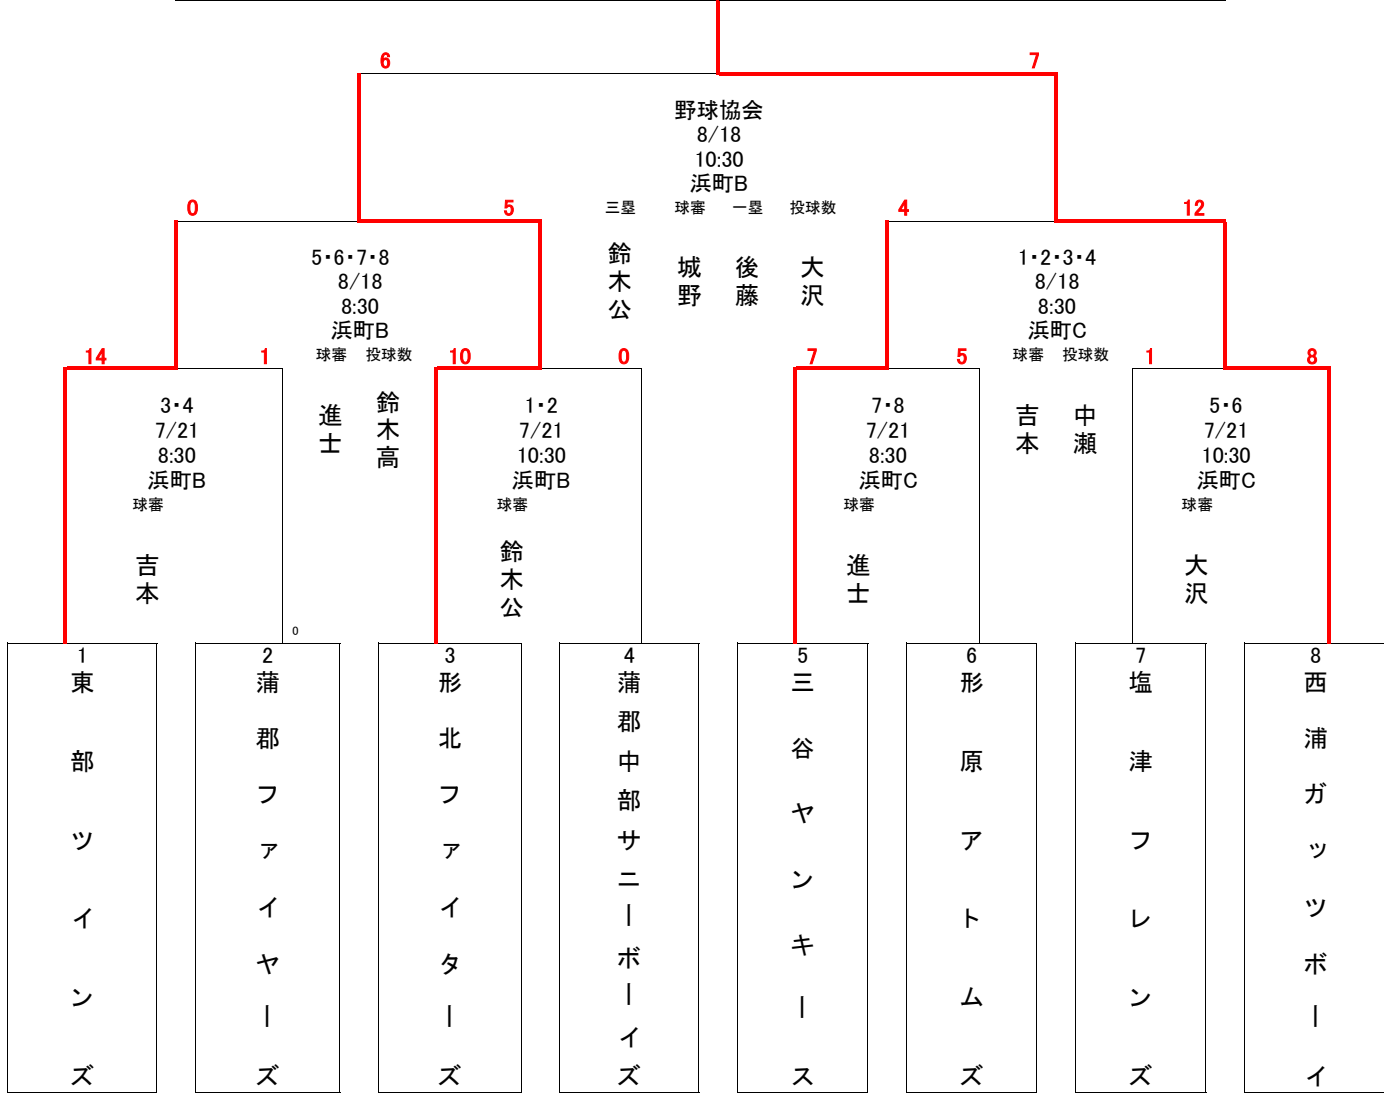 6
7
野球協会
8/18
10:30
浜町B
0
5
三塁 球審 一塁 投球数
4
12
鈴木公
城野
後藤
大沢
5・6・7・8
8/18
8:30
浜町B
球審 投球数
進士
鈴木高
1・2・3・4
8/18
8:30
浜町C
球審 投球数
吉本
中瀬
14
1
10
0
7
5
1
8
3・4
7/21
8:30
浜町B
球審
吉本
1・2
7/21
10:30
浜町B
球審
鈴木公
7・8
7/21
8:30
浜町C
球審
進士
5・6
7/21
10:30
浜町C
球審
大沢
0
1
東部ツインズ
2
蒲郡ファイヤーズ
3
形北ファイターズ
4
蒲郡中部サニーボーイズ
5
三谷ヤンキース
6
形原アトムズ
7
塩津フレンズ
8
西浦ガッツボーイ